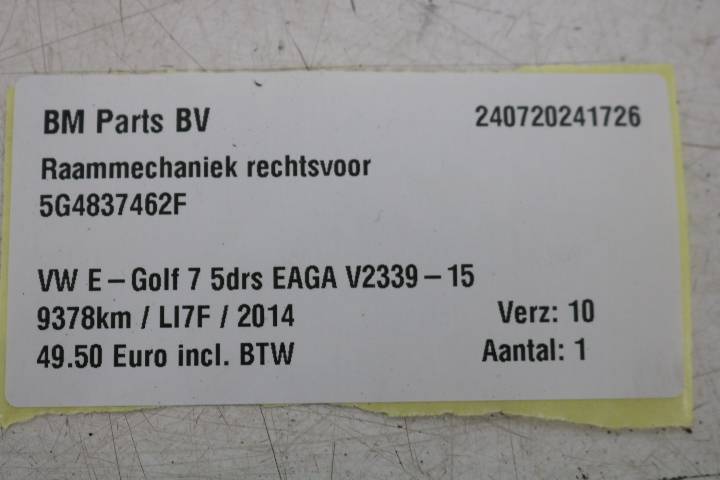 BM Parts BV 240720241726
Raammechaniek rechtsvoor
5G4837462F
VW E-Golf 7 5drs EAGA V2339-15
9378km / LI7F / 2014 Verz: 10
49.50 Euro incl. BTW Aantal: 1